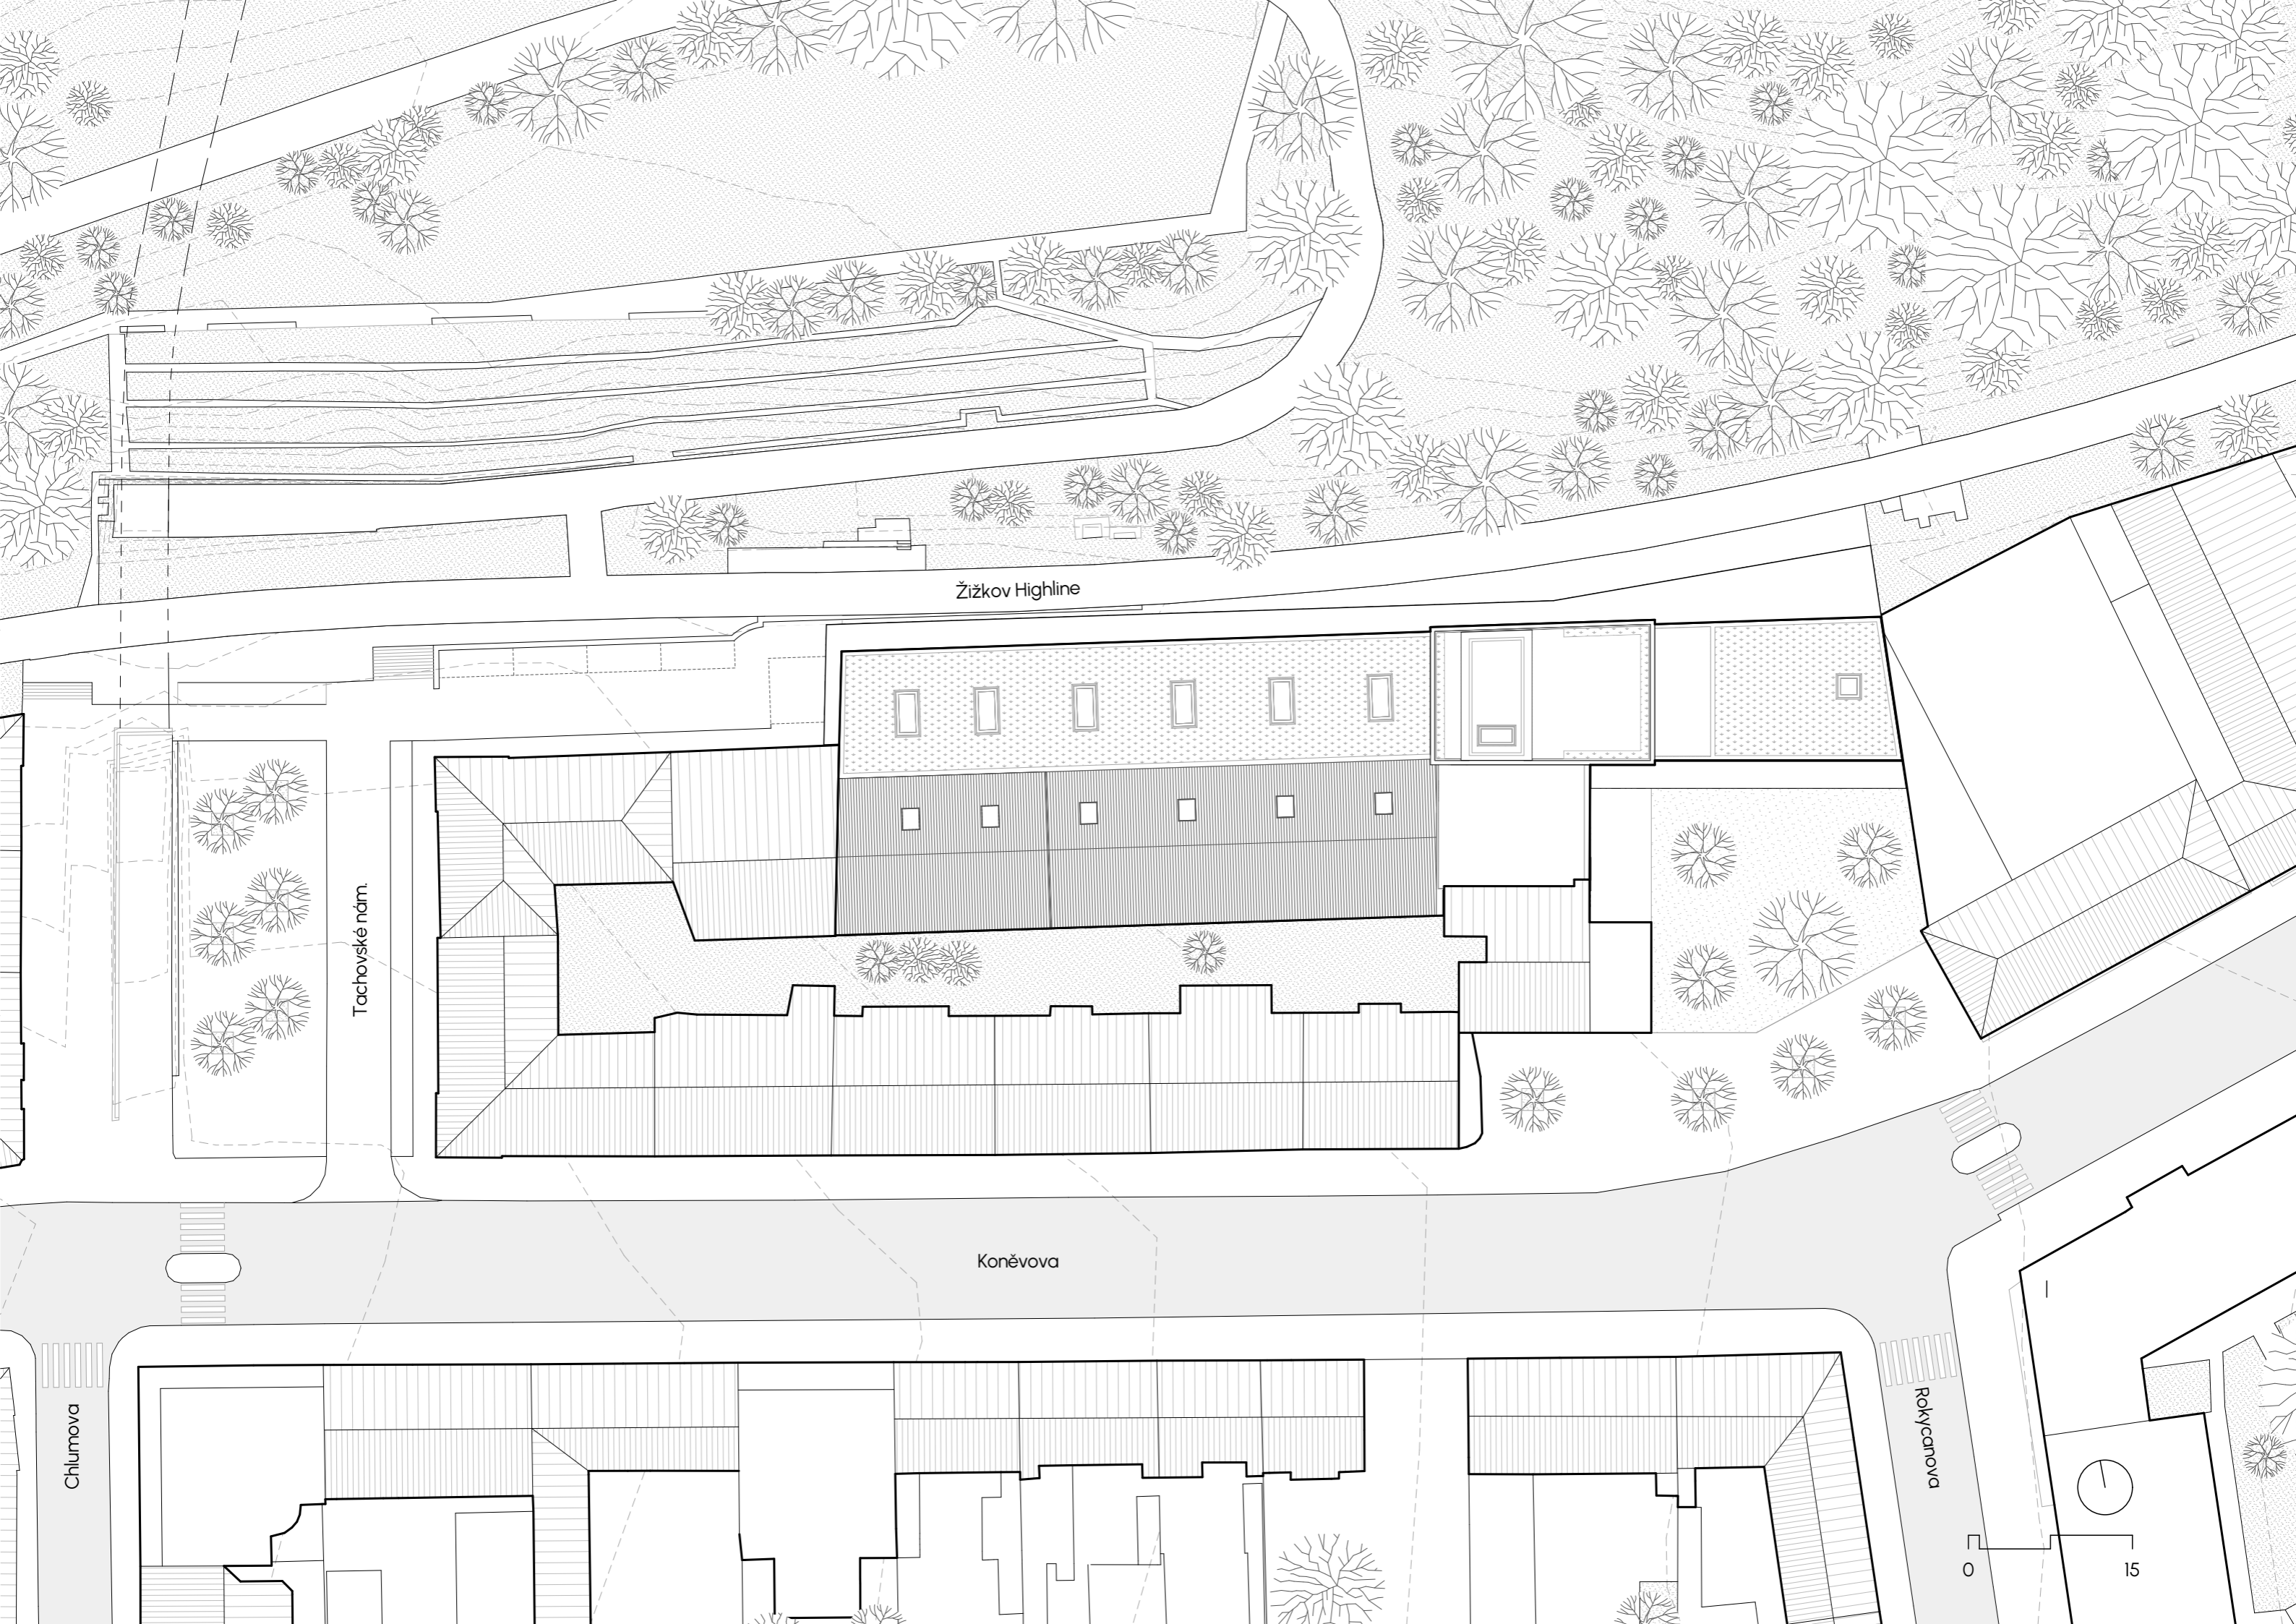 Žižkov Highline
Tachovské nám.
Koněvova
Chlumova
Rokycanova
0 15